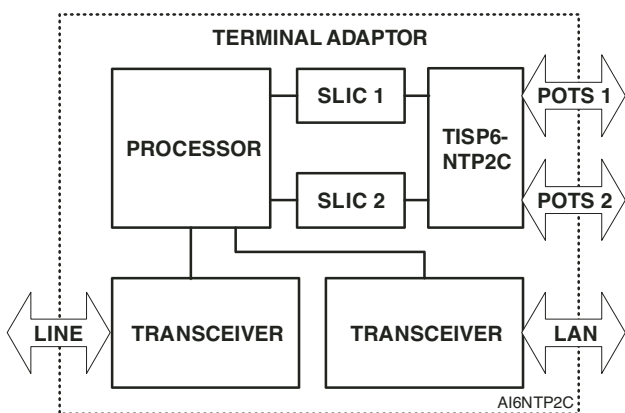 TERMINAL ADAPTOR
SLIC 1
POTS 1
PROCESSOR
TISP6-
NTP2C
SLIC 2
POTS 2
LINE
TRANSCEIVER
TRANSCEIVER
LAN
AI6NTP2C